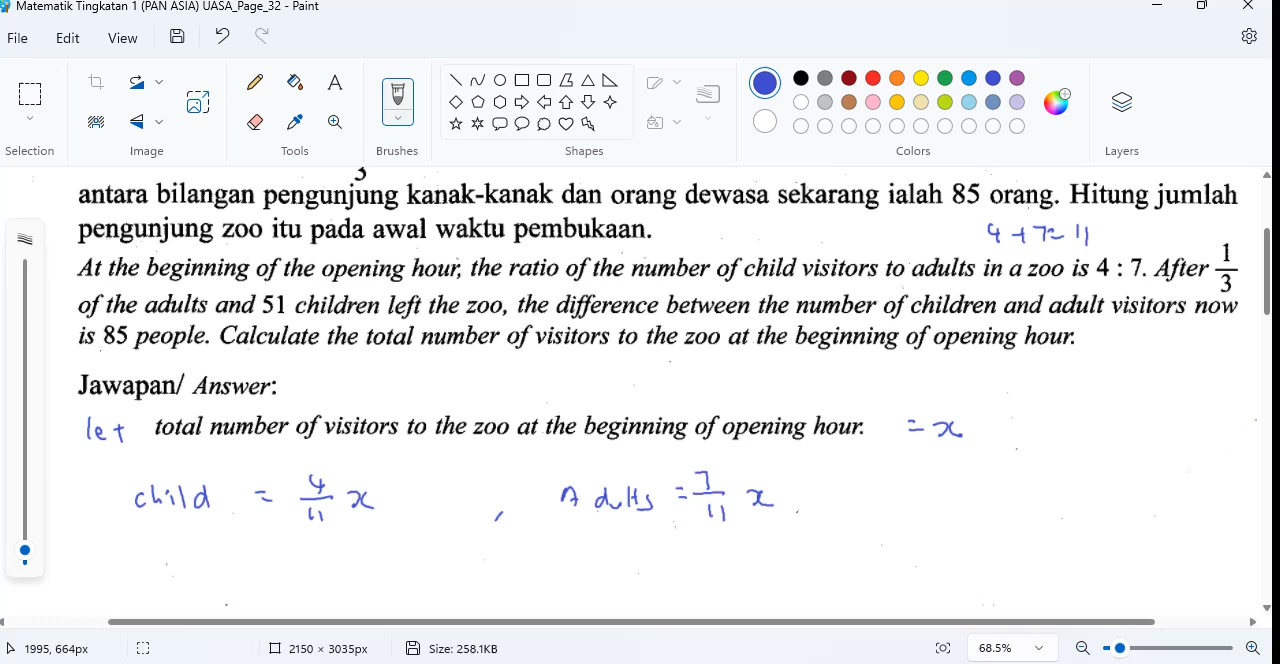 Matematik Tingkatan 1 (PAN ASIA) UASA_Page_32 - Paint
File Edit View
Selection Image Tools Brushes Shapes Colors Layers
3
antara bilangan pengunjung kanak-kanak dan orang dewasa sekarang ialah 85 orang. Hitung jumlah
pengunjung zoo itu pada awal waktu pembukaan.
4 + 7 = 11
At the beginning of the opening hour, the ratio of the number of child visitors to adults in a zoo is 4 : 7. After 1/3
of the adults and 51 children left the zoo, the difference between the number of children and adult visitors now
is 85 people. Calculate the total number of visitors to the zoo at the beginning of opening hour.
Jawapan/ Answer:
let total number of visitors to the zoo at the beginning of opening hour. = x
child = 4/11 x , Adults = 7/11 x
1995, 664px 2150 × 3035px Size: 258.1KB 68.5%